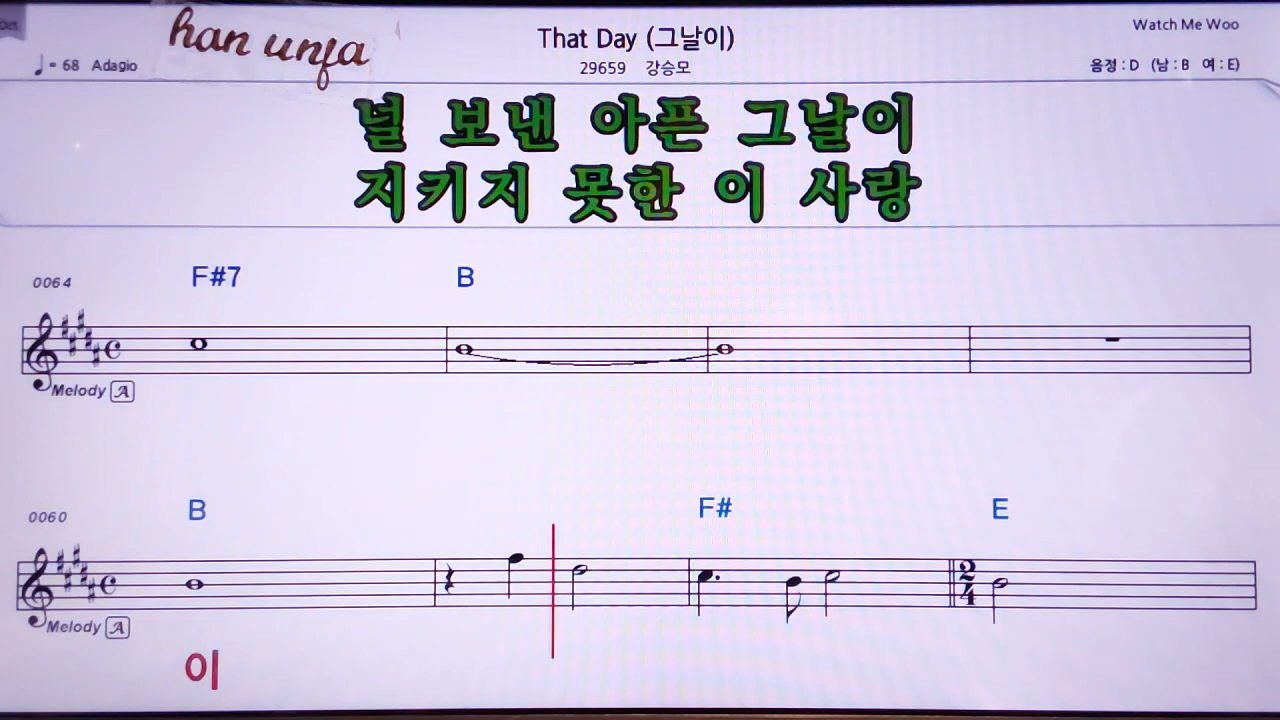 han unja
That Day (그날이)
Watch Me Woo
♩= 68 Adagio
29659 강승모
음정 : D (남 : B 여 : E)
널 보낸 아픈 그날이
지키지 못한 이 사랑
0064
F#7 B
Melody A
0060
B F# E
2
4
Melody A
이